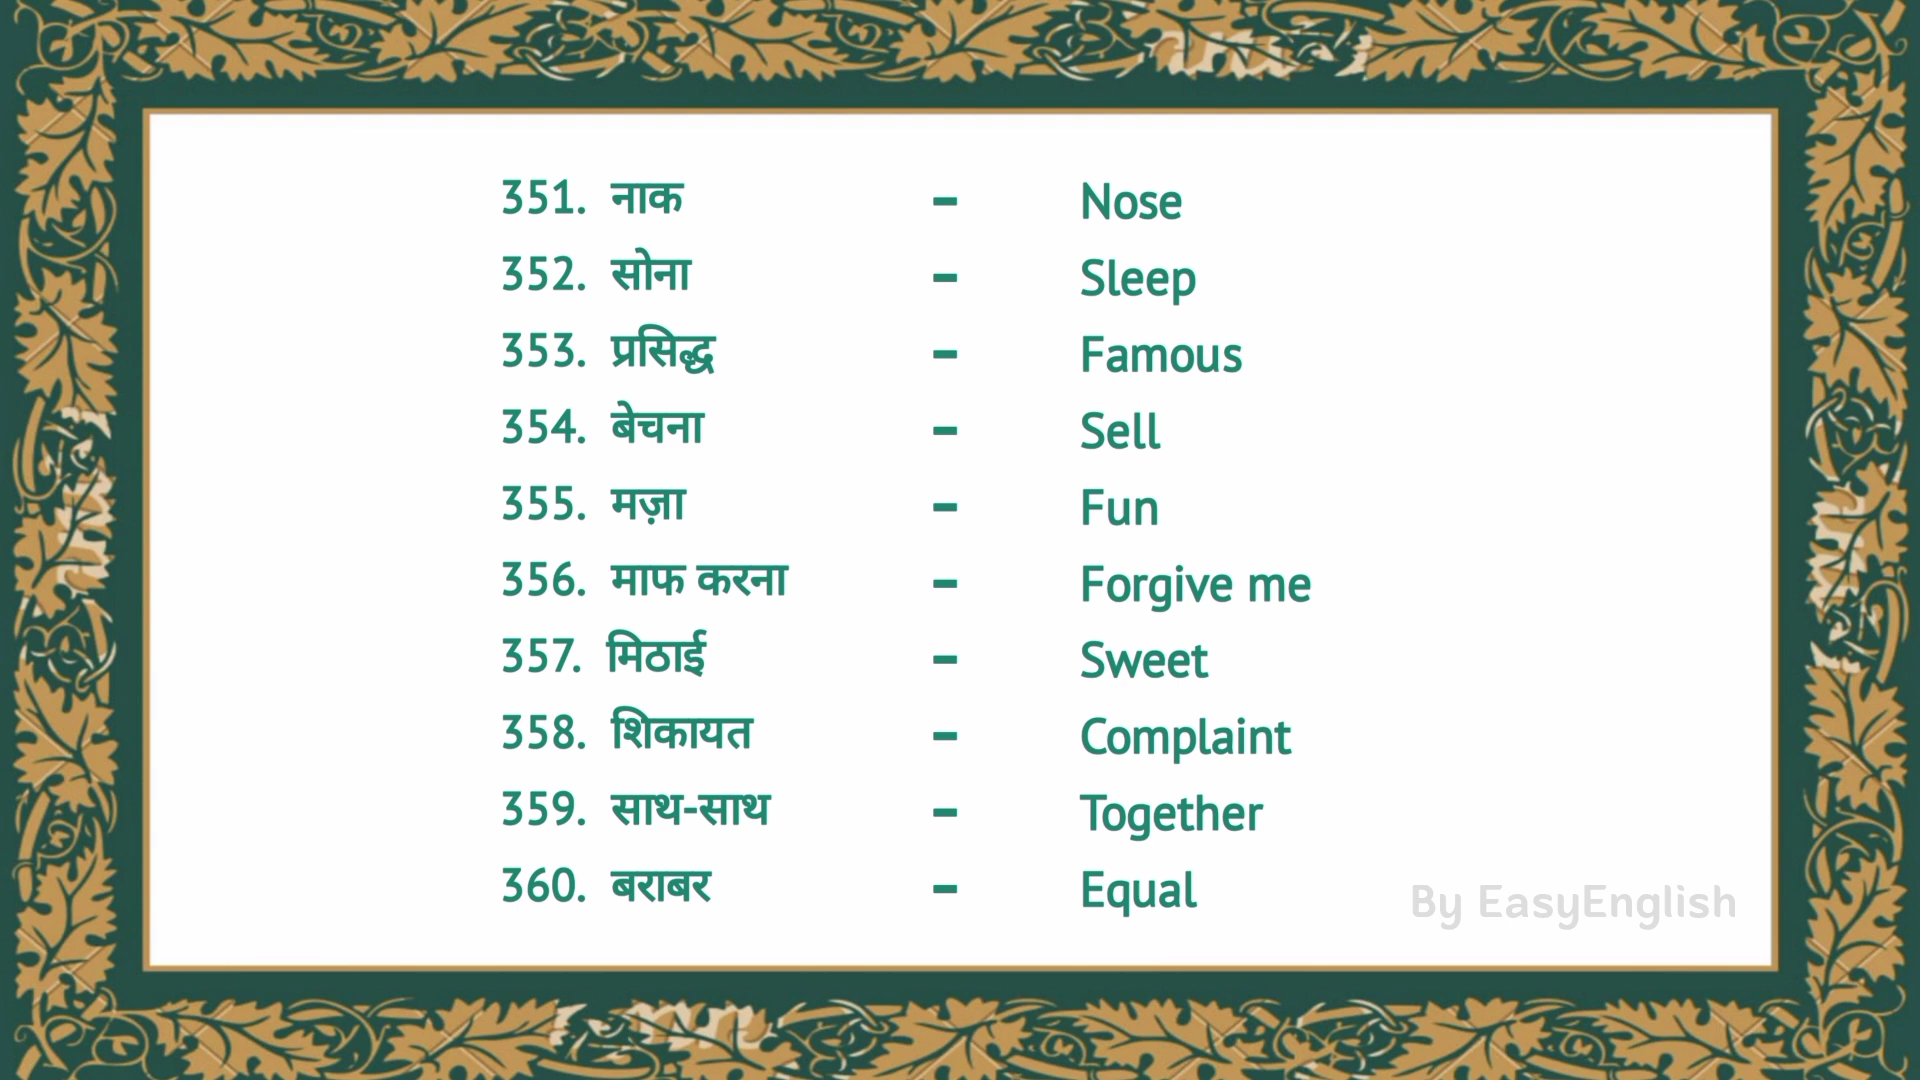 351. नाक - Nose
352. सोना - Sleep
353. प्रसिद्ध - Famous
354. बेचना - Sell
355. मज़ा - Fun
356. माफ करना - Forgive me
357. मिठाई - Sweet
358. शिकायत - Complaint
359. साथ-साथ - Together
360. बराबर - Equal
By EasyEnglish